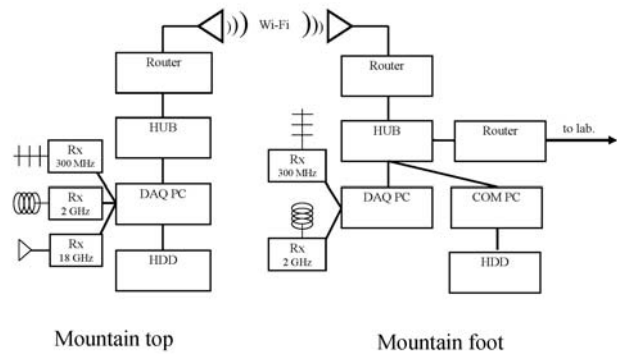 Wi-Fi
Router
HUB
Rx
300 MHz
DAQ PC
Rx
2 GHz
Rx
18 GHz
HDD
Mountain top
Router
HUB
Router
to lab.
Rx
300 MHz
DAQ PC
COM PC
Rx
2 GHz
HDD
Mountain foot